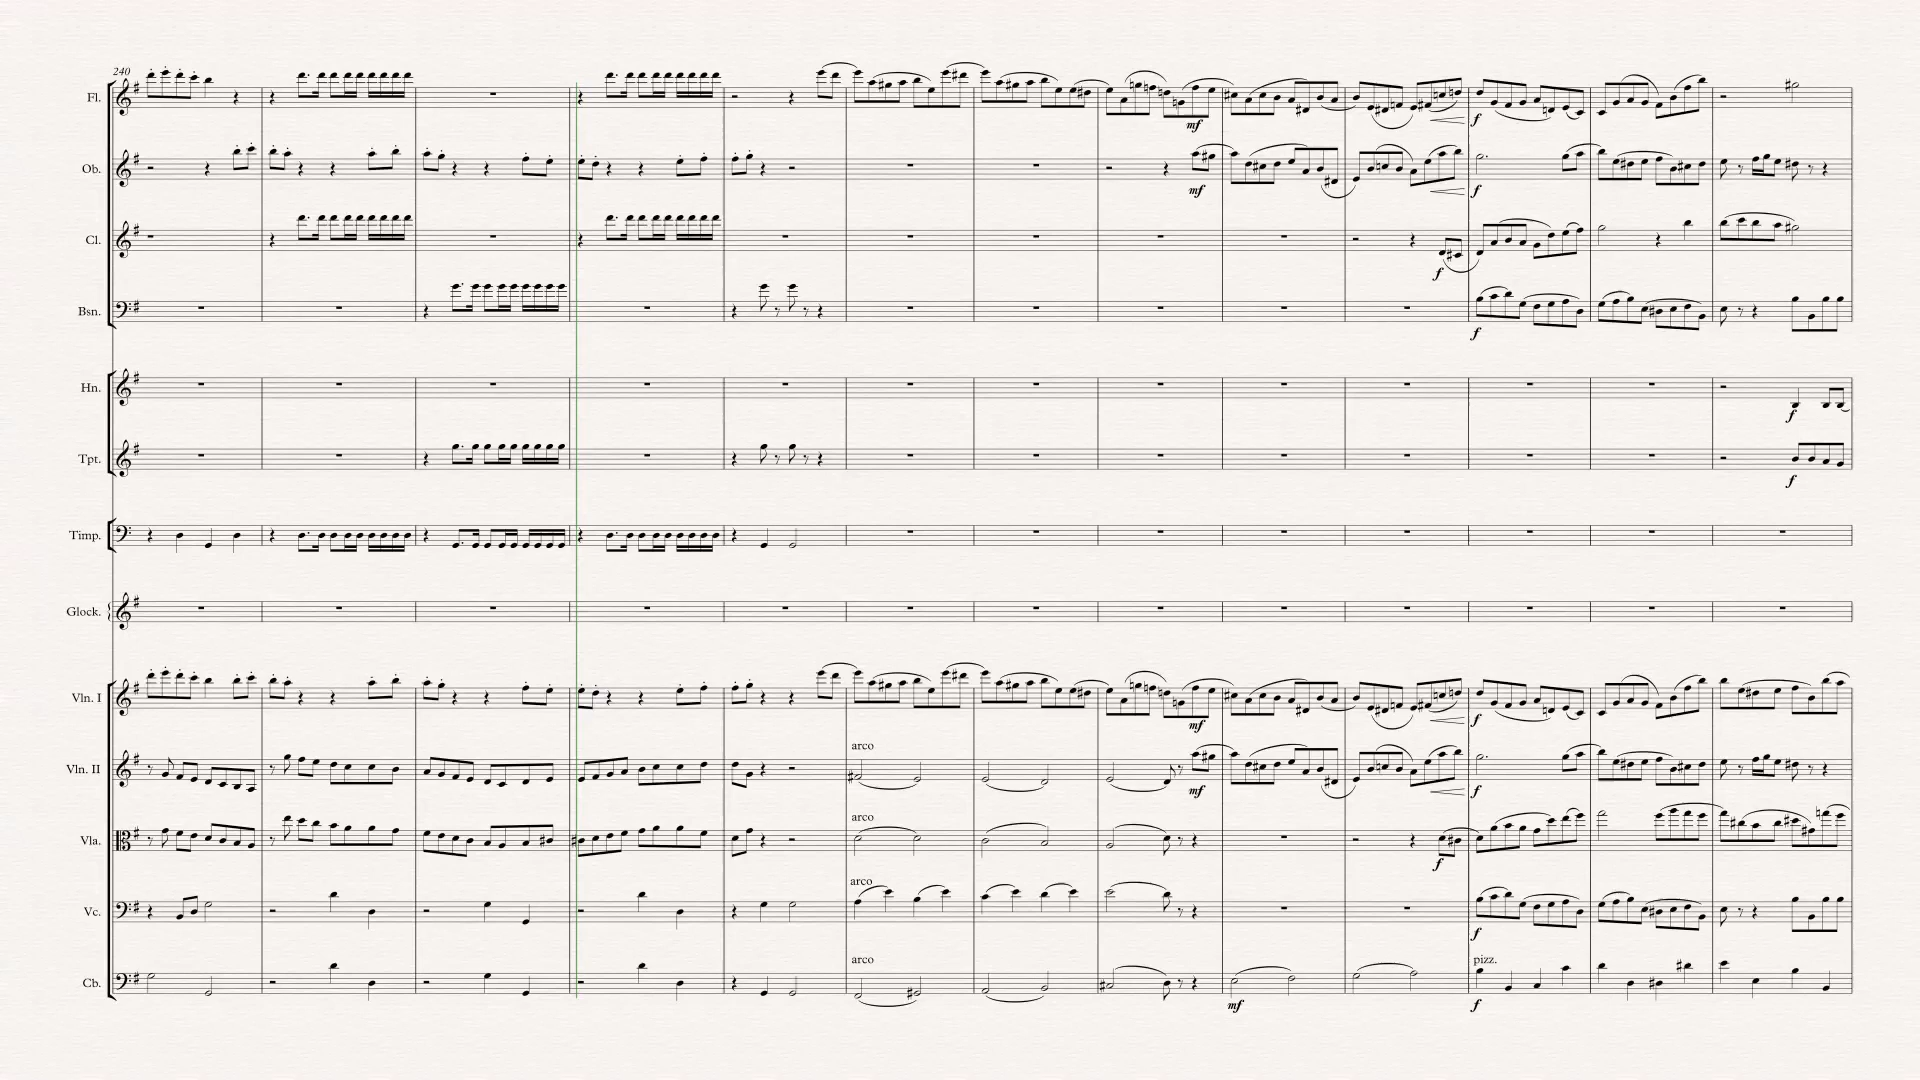 240
Fl.
mf
f
Ob.
mf
f
Cl.
f
Bsn.
f
Hn.
f
Tpt.
f
Timp.
Glock.
Vln. I
mf
f
arco
Vln. II
mf
f
arco
Vla.
f
arco
Vc.
f
arco
pizz.
Cb.
mf
f